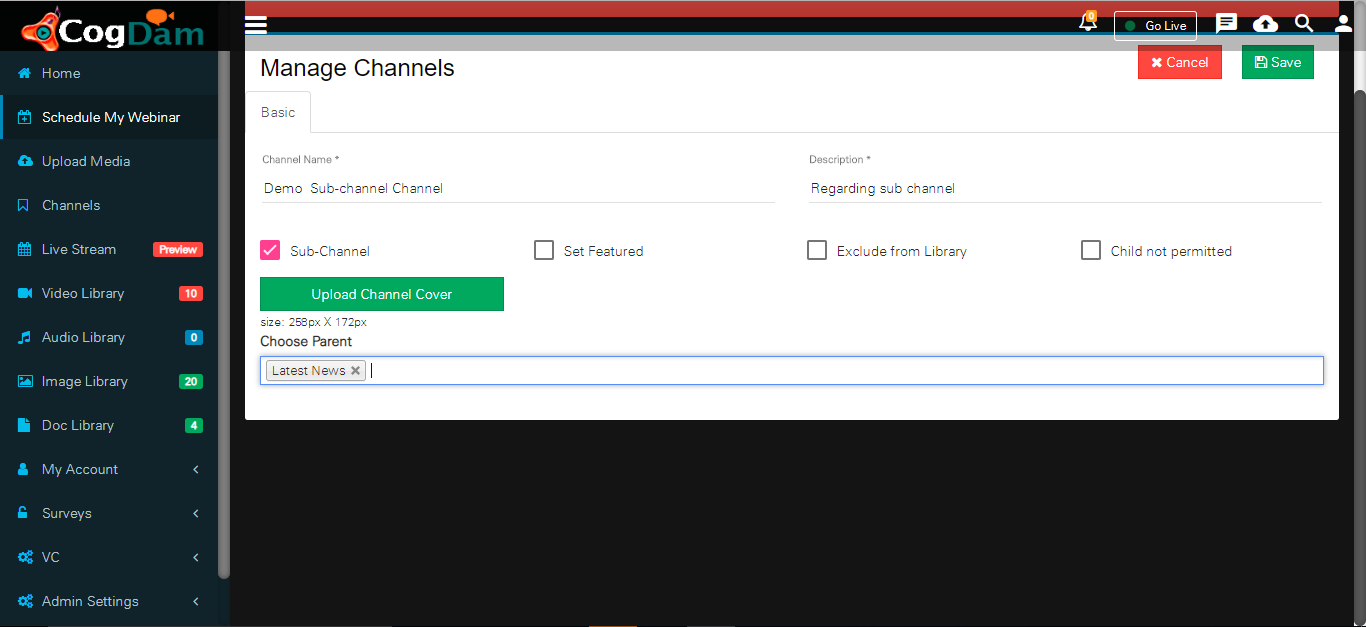 CogDam
0
Go Live
Home
Schedule My Webinar
Upload Media
Channels
Live Stream Preview
Video Library 10
Audio Library 0
Image Library 20
Doc Library 4
My Account
Surveys
VC
Admin Settings
Manage Channels
Cancel
Save
Basic
Channel Name *
Description *
Demo Sub-channel Channel
Regarding sub channel
Sub-Channel
Set Featured
Exclude from Library
Child not permitted
Upload Channel Cover
size: 258px X 172px
Choose Parent
Latest News